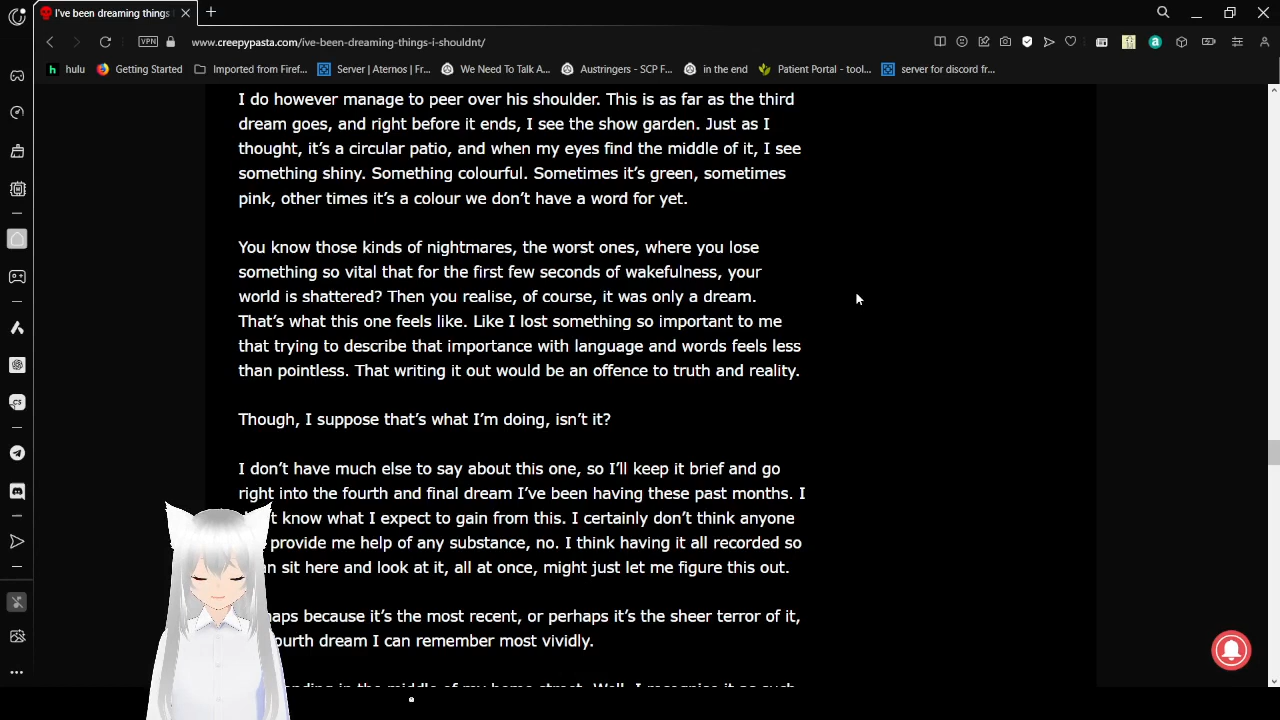 I've been dreaming things
VPN
www.creepypasta.com/ive-been-dreaming-things-i-shouldnt/
hulu
Getting Started
Imported from Firef...
Server | Aternos | Fr...
We Need To Talk A...
Austringers - SCP F...
in the end
Patient Portal - tool...
server for discord fr...
I do however manage to peer over his shoulder. This is as far as the third
dream goes, and right before it ends, I see the show garden. Just as I
thought, it's a circular patio, and when my eyes find the middle of it, I see
something shiny. Something colourful. Sometimes it's green, sometimes
pink, other times it's a colour we don't have a word for yet.
You know those kinds of nightmares, the worst ones, where you lose
something so vital that for the first few seconds of wakefulness, your
world is shattered? Then you realise, of course, it was only a dream.
That's what this one feels like. Like I lost something so important to me
that trying to describe that importance with language and words feels less
than pointless. That writing it out would be an offence to truth and reality.
Though, I suppose that's what I'm doing, isn't it?
I don't have much else to say about this one, so I'll keep it brief and go
right into the fourth and final dream I've been having these past months. I
know what I expect to gain from this. I certainly don't think anyone
provide me help of any substance, no. I think having it all recorded so
sit here and look at it, all at once, might just let me figure this out.
because it's the most recent, or perhaps it's the sheer terror of it,
dream I can remember most vividly.
in the middle of my home street. Well, I recognise it as such